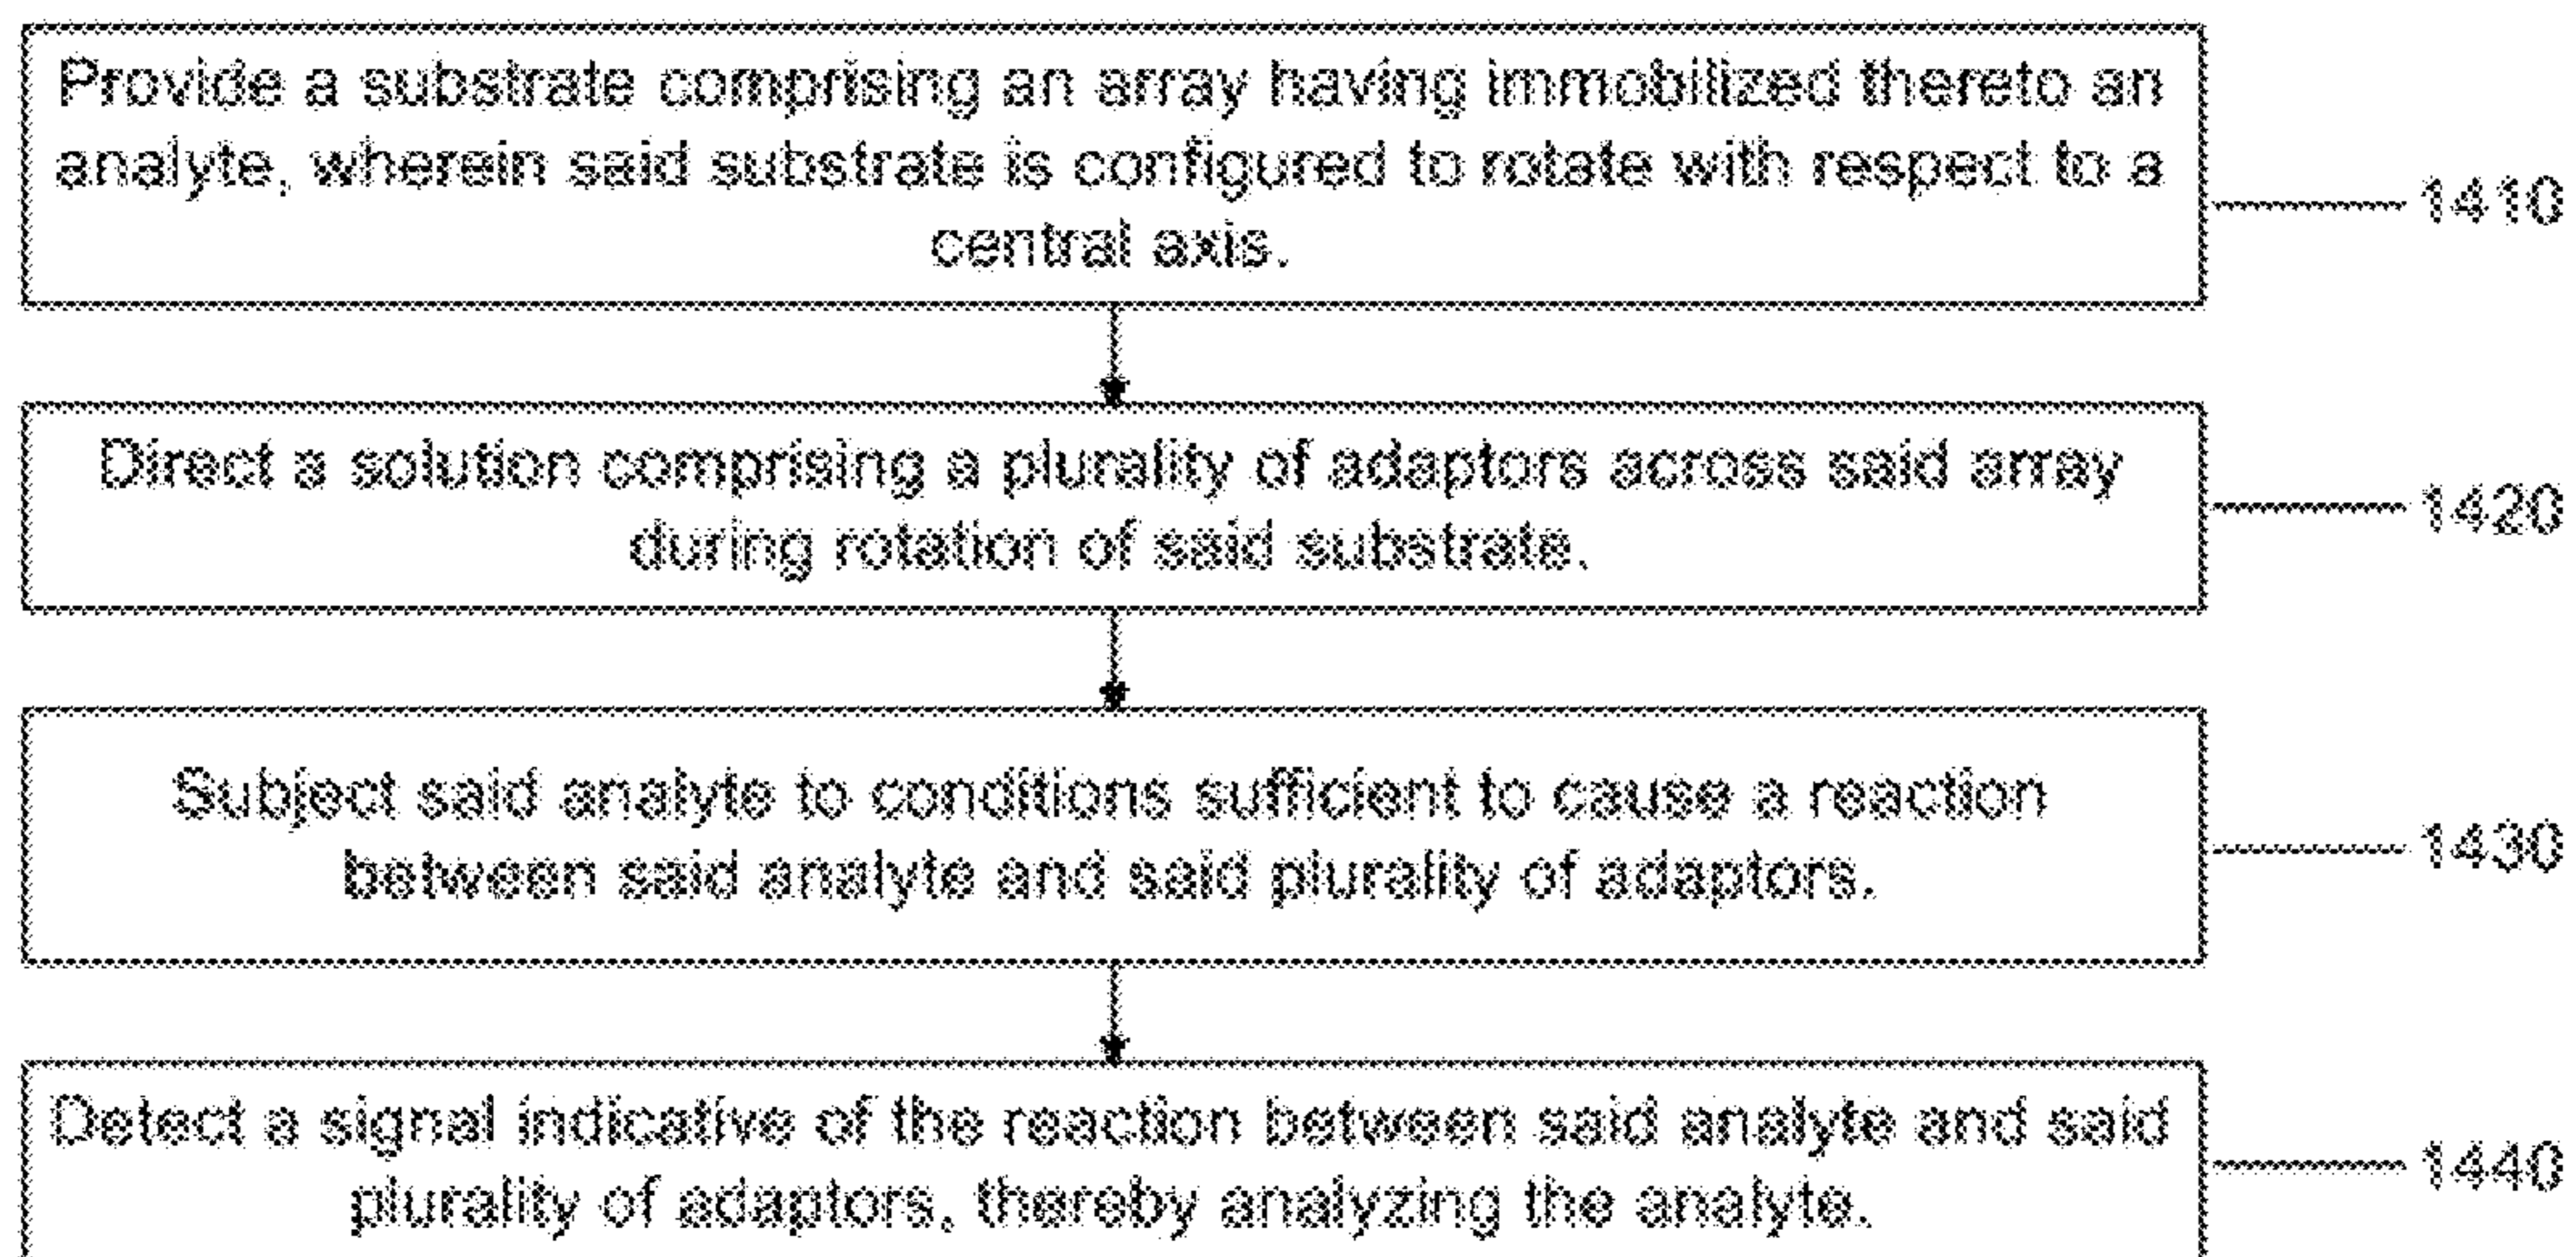 Provide a substrate comprising an array having immobilized thereto an
analyte, wherein said substrate is configured to rotate with respect to a
central axis.
1410
Direct a solution comprising a plurality of adaptors across said array
during rotation of said substrate.
1420
Subject said analyte to conditions sufficient to cause a reaction
between said analyte and said plurality of adaptors.
1430
Detect a signal indicative of the reaction between said analyte and said
plurality of adaptors, thereby analyzing the analyte.
1440